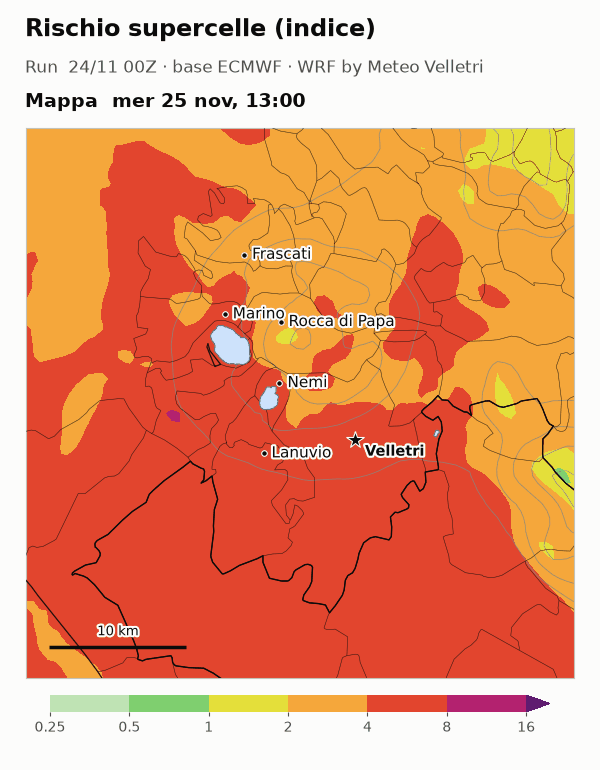 Rischio supercelle (indice)
Run  24/11 00Z · base ECMWF · WRF by Meteo Velletri
Mappa  mer 25 nov, 13:00
Frascati
Marino
Rocca di Papa
Nemi
Velletri
Lanuvio
10 km
0.25 0.5 1 2 4 8 16